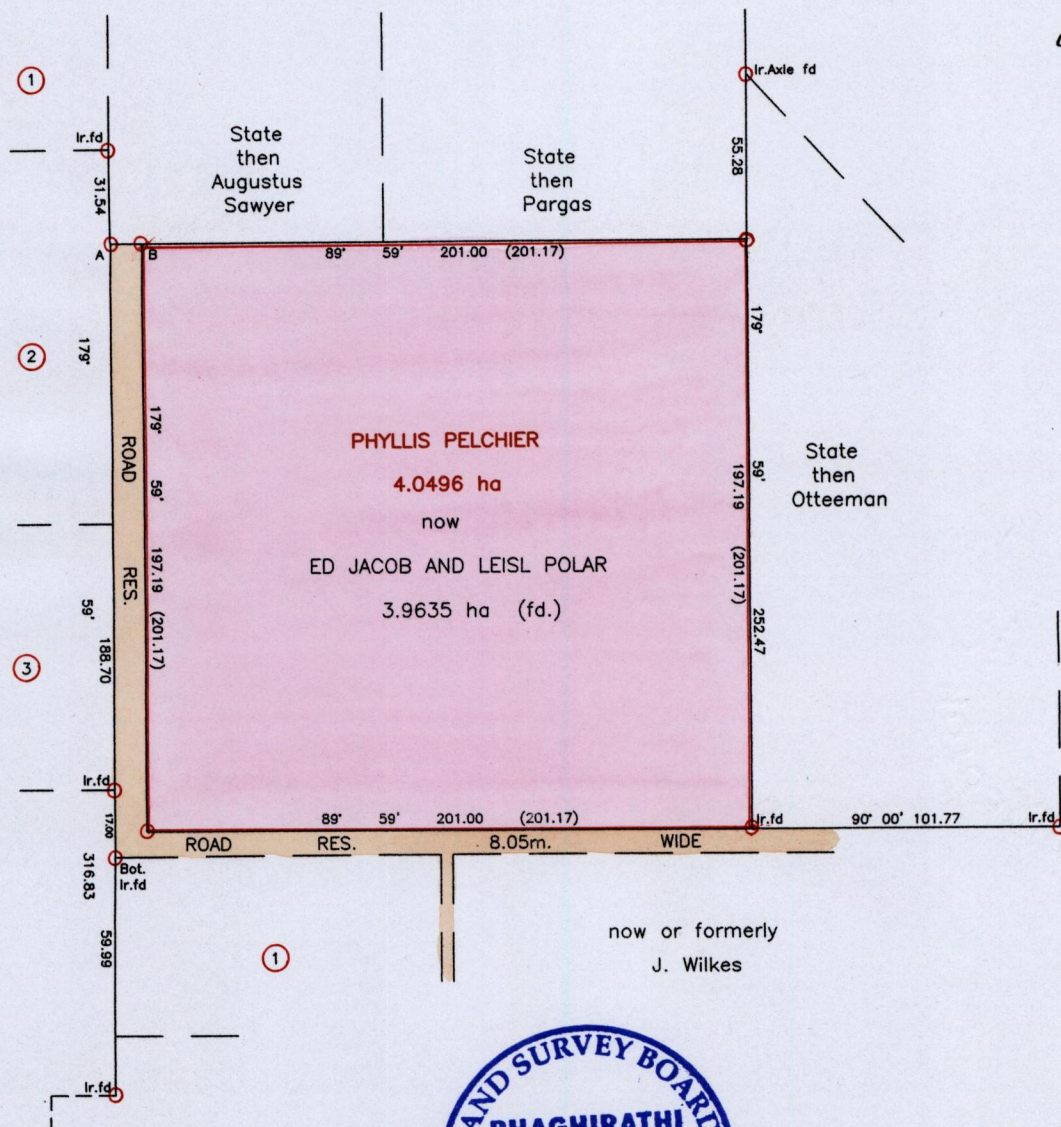 1
Ir.Axle fd
Ir.fd
State
then
Augustus
Sawyer
State
then
Pargas
31.54
55.28
A
B
89° 59' 201.00 (201.17)
2
179°
179°
ROAD RES.
179° 59' 197.19 (201.17)
PHYLLIS PELCHIER
4.0496 ha
now
ED JACOB AND LEISL POLAR
3.9635 ha (fd.)
59'
197.19 (201.17)
252.47
State
then
Otteeman
3
59'
188.70
Ir.fd
17.00
89° 59' 201.00 (201.17)
Ir.fd
90° 00' 101.77
Ir.fd
ROAD RES. 8.05m. WIDE
Bot.
Ir.fd
316.83
59.99
1
now or formerly
J. Wilkes
Ir.fd
AND SURVEY BOARD
BHAGHIRATHI